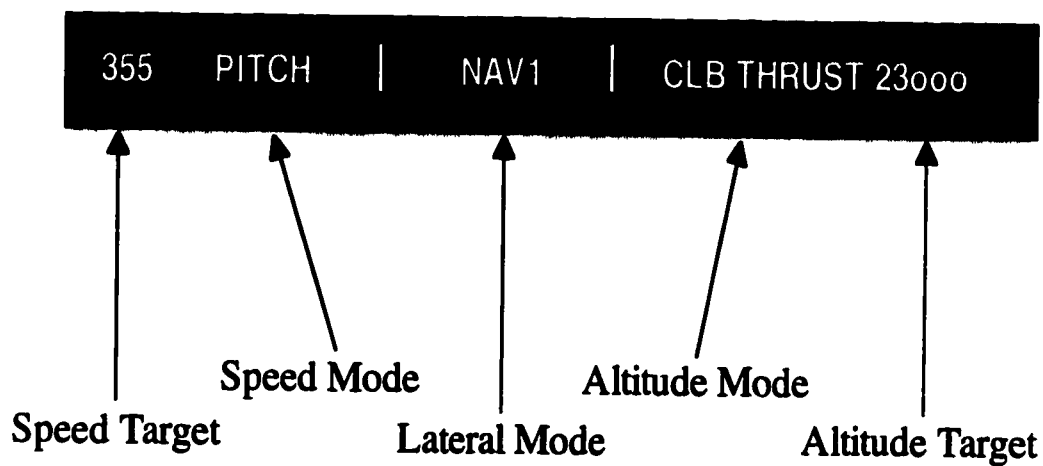 355 PITCH | NAV1 | CLB THRUST 23ooo
Speed Mode Altitude Mode
Speed Target Lateral Mode Altitude Target